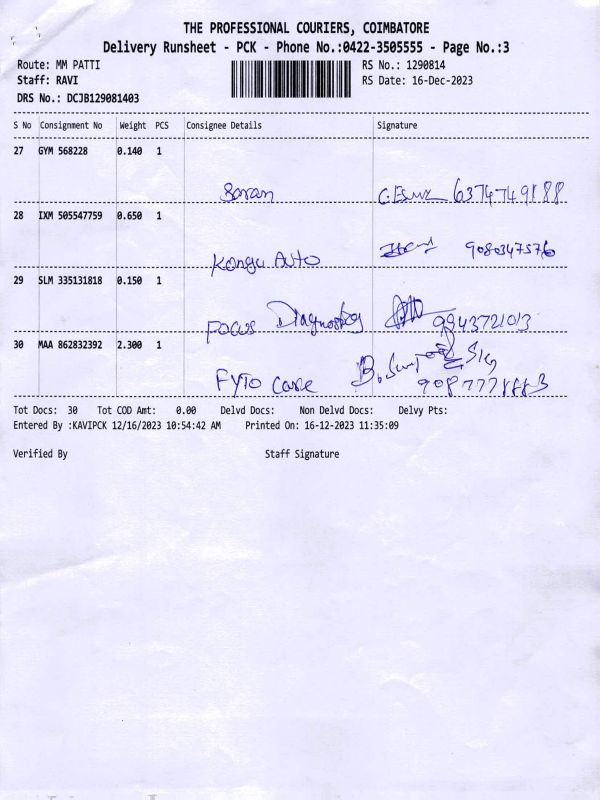 THE PROFESSIONAL COURIERS, COIMBATORE
Delivery Runsheet - PCK - Phone No.:0422-3505555 - Page No.:3
Route: MM PATTI RS No.: 1290814
Staff: RAVI RS Date: 16-Dec-2023
DRS No.: DCJB129081403
S No Consignment No Weight PCS Consignee Details Signature
27 GYM 568228 0.140 1
Saran 6374749188
28 IXM 505547759 0.650 1
Kongu Auto 9080347576
29 SLM 335131818 0.150 1
Focus Diagnostics 9943721013
30 MAA 862832392 2.300 1
FYTO care
Tot Docs: 30 Tot COD Amt: 0.00 Delvd Docs: Non Delvd Docs: Delvy Pts:
Entered By :KAVIPCK 12/16/2023 10:54:42 AM Printed On: 16-12-2023 11:35:09
Verified By Staff Signature